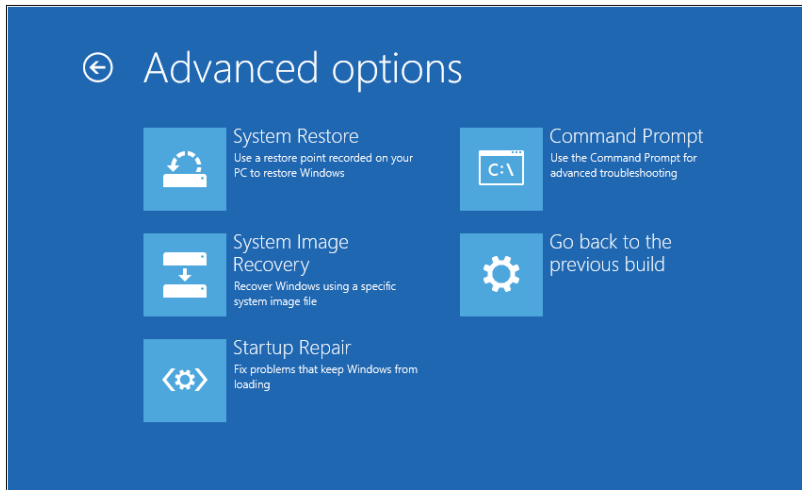 Advanced options
System Restore
Use a restore point recorded on your
PC to restore Windows
System Image
Recovery
Recover Windows using a specific
system image file
Startup Repair
Fix problems that keep Windows from
loading
C:\
Command Prompt
Use the Command Prompt for
advanced troubleshooting
Go back to the
previous build